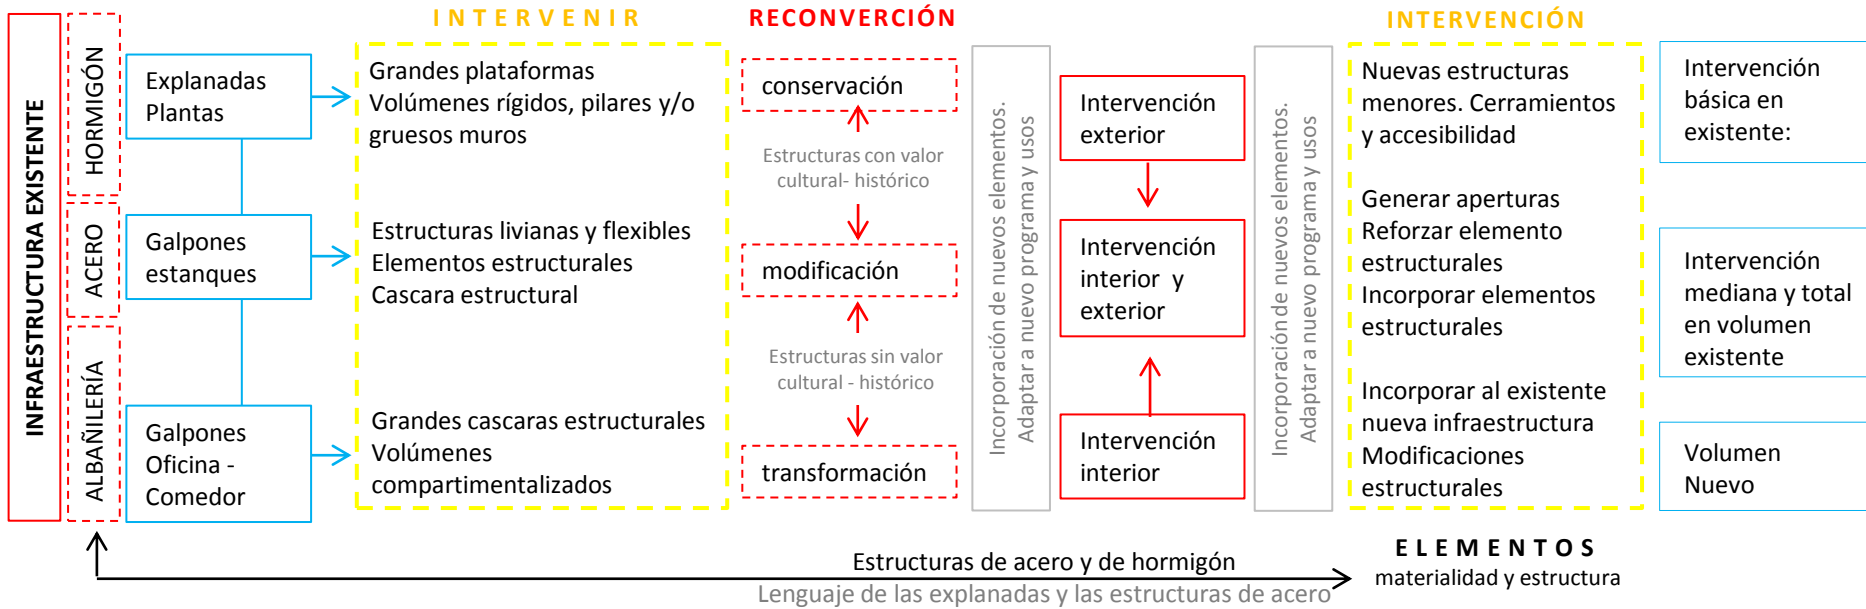 INFRAESTRUCTURA EXISTENTE
HORMIGÓN
ACERO
ALBAÑILERÍA
Explanadas
Plantas
Galpones
estanques
Galpones
Oficina -
Comedor
INTERVENIR
Grandes plataformas
Volúmenes rígidos, pilares y/o
gruesos muros
Estructuras livianas y flexibles
Elementos estructurales
Cascara estructural
Grandes cascaras estructurales
Volúmenes
compartimentalizados
RECONVERCIÓN
conservación
Estructuras con valor
cultural- histórico
modificación
Estructuras sin valor
cultural - histórico
transformación
Incorporación de nuevos elementos.
Adaptar a nuevo programa y usos
Intervención
exterior
Intervención
interior y
exterior
Intervención
interior
Incorporación de nuevos elementos.
Adaptar a nuevo programa y usos
INTERVENCIÓN
Nuevas estructuras
menores. Cerramientos
y accesibilidad
Generar aperturas
Reforzar elemento
estructurales
Incorporar elementos
estructurales
Incorporar al existente
nueva infraestructura
Modificaciones
estructurales
Intervención
básica en
existente:
Intervención
mediana y total
en volumen
existente
Volumen
Nuevo
Estructuras de acero y de hormigón
Lenguaje de las explanadas y las estructuras de acero
ELEMENTOS
materialidad y estructura